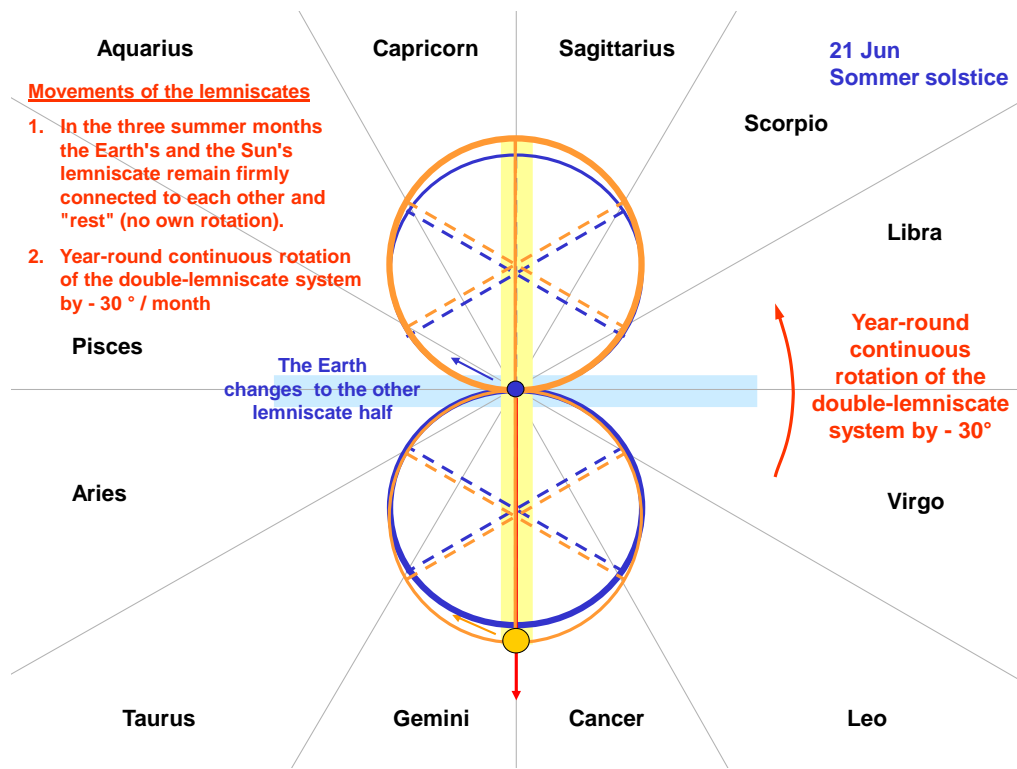 Aquarius
Capricorn
Sagittarius
21 Jun
Sommer solstice
Movements of the lemniscates
1. In the three summer months
the Earth's and the Sun's
lemniscate remain firmly
connected to each other and
"rest" (no own rotation).
2. Year-round continuous rotation
of the double-lemniscate system
by - 30 ° / month
Scorpio
Libra
Pisces
The Earth
changes to the other
lemniscate half
Year-round
continuous
rotation of the
double-lemniscate
system by - 30°
Aries
Virgo
Taurus
Gemini
Cancer
Leo